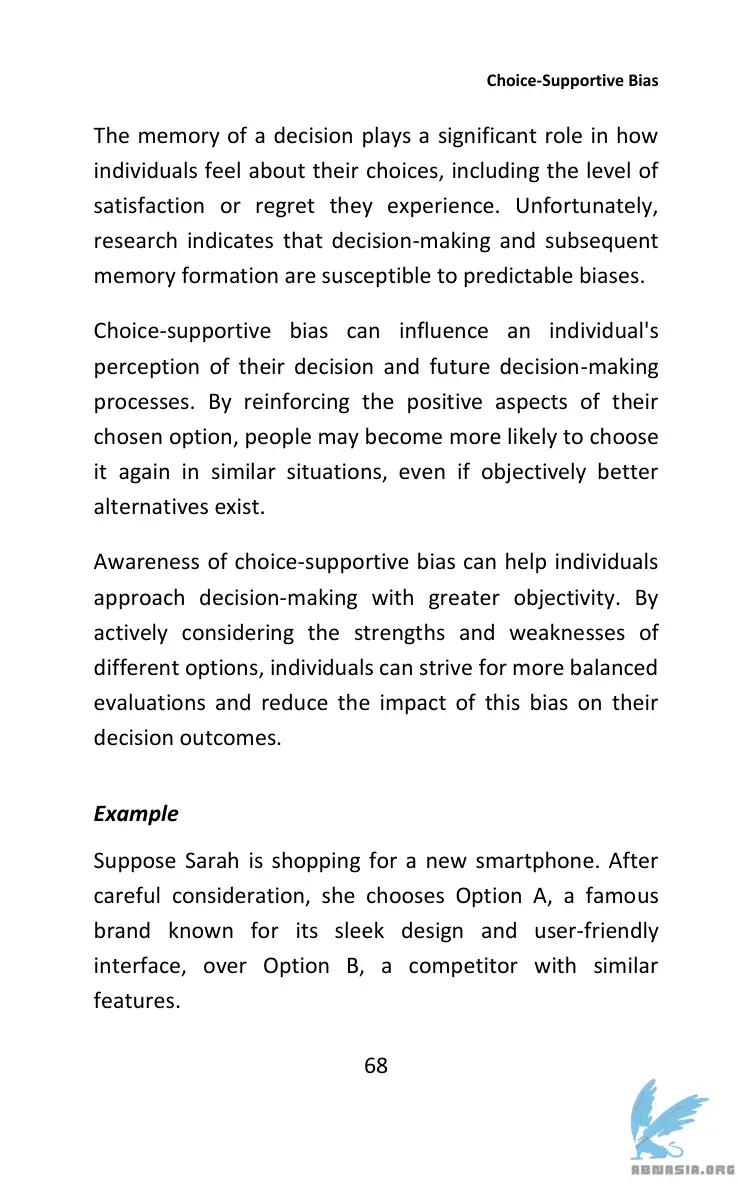 Choice-Supportive Bias
The memory of a decision plays a significant role in how
individuals feel about their choices, including the level of
satisfaction or regret they experience. Unfortunately,
research indicates that decision-making and subsequent
memory formation are susceptible to predictable biases.
Choice-supportive bias can influence an individual's
perception of their decision and future decision-making
processes. By reinforcing the positive aspects of their
chosen option, people may become more likely to choose
it again in similar situations, even if objectively better
alternatives exist.
Awareness of choice-supportive bias can help individuals
approach decision-making with greater objectivity. By
actively considering the strengths and weaknesses of
different options, individuals can strive for more balanced
evaluations and reduce the impact of this bias on their
decision outcomes.
Example
Suppose Sarah is shopping for a new smartphone. After
careful consideration, she chooses Option A, a famous
brand known for its sleek design and user-friendly
interface, over Option B, a competitor with similar
features.
68
ABNASIA.ORG